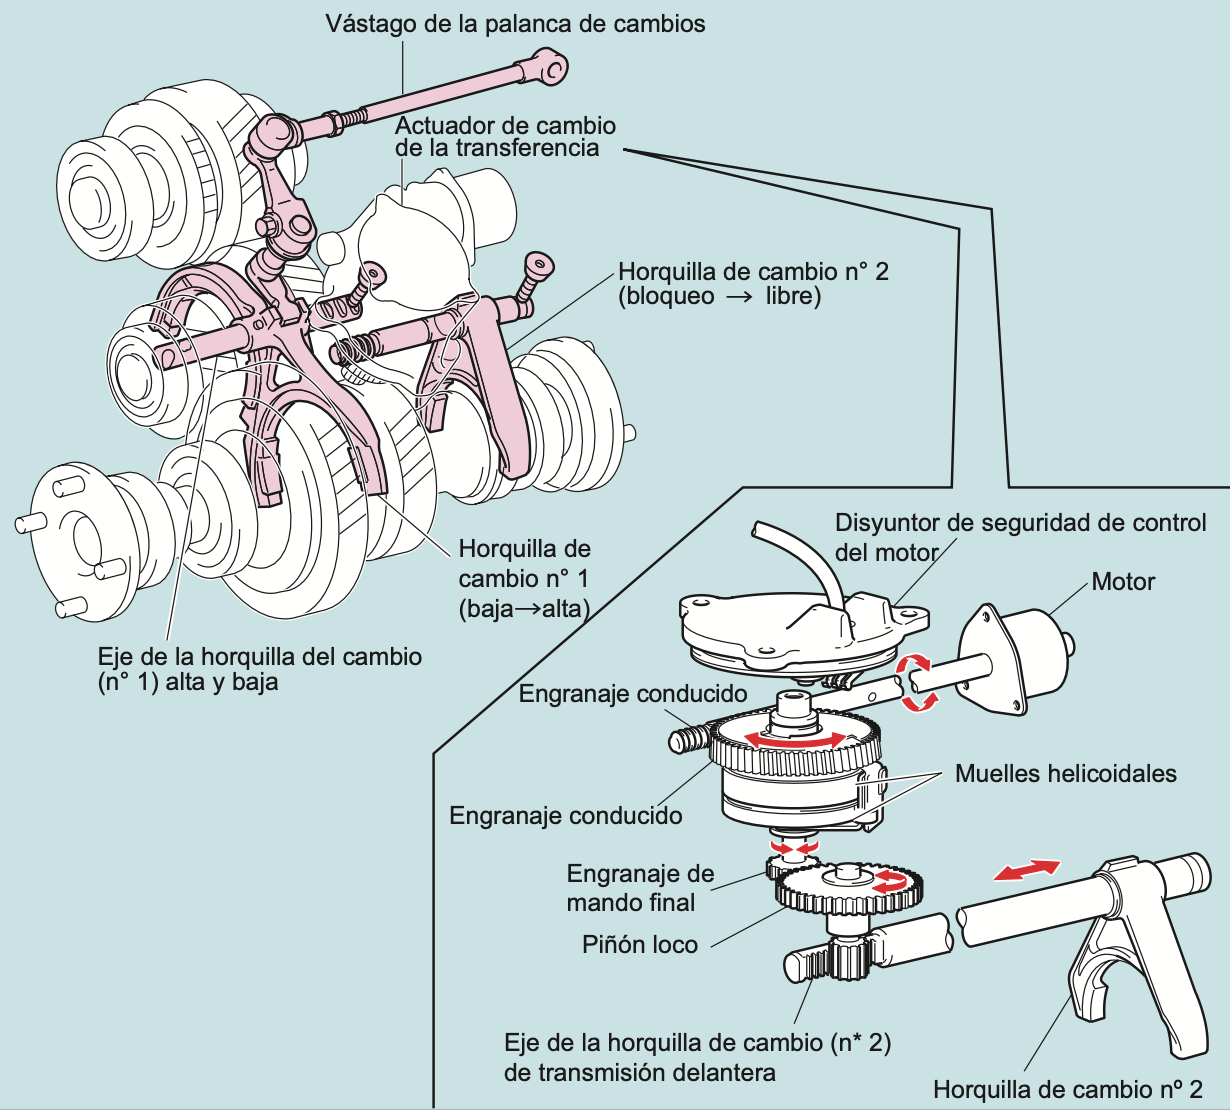 Vástago de la palanca de cambios
Actuador de cambio
de la transferencia
Horquilla de cambio n° 2
(bloqueo → libre)
Horquilla de
cambio n° 1
(baja→alta)
Eje de la horquilla del cambio
(n° 1) alta y baja
Disyuntor de seguridad de control
del motor
Motor
Engranaje conducido
Muelles helicoidales
Engranaje conducido
Engranaje de
mando final
Piñón loco
Eje de la horquilla de cambio (n* 2)
de transmisión delantera
Horquilla de cambio nº 2